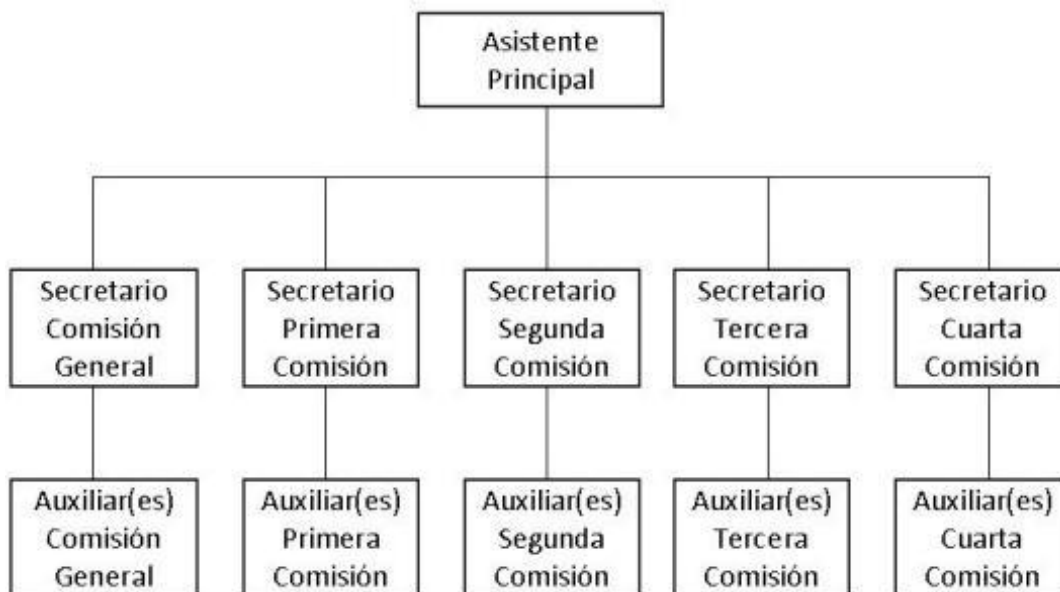 Asistente
Principal
Secretario
Comisión
General
Secretario
Primera
Comisión
Secretario
Segunda
Comisión
Secretario
Tercera
Comisión
Secretario
Cuarta
Comisión
Auxiliar(es)
Comisión
General
Auxiliar(es)
Primera
Comisión
Auxiliar(es)
Segunda
Comisión
Auxiliar(es)
Tercera
Comisión
Auxiliar(es)
Cuarta
Comisión